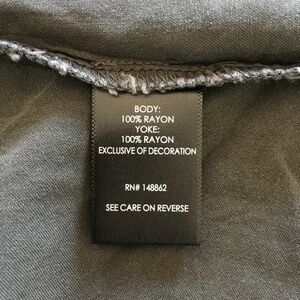 BODY:
100% RAYON
YOKE:
100% RAYON
EXCLUSIVE OF DECORATION
RN# 148862
SEE CARE ON REVERSE